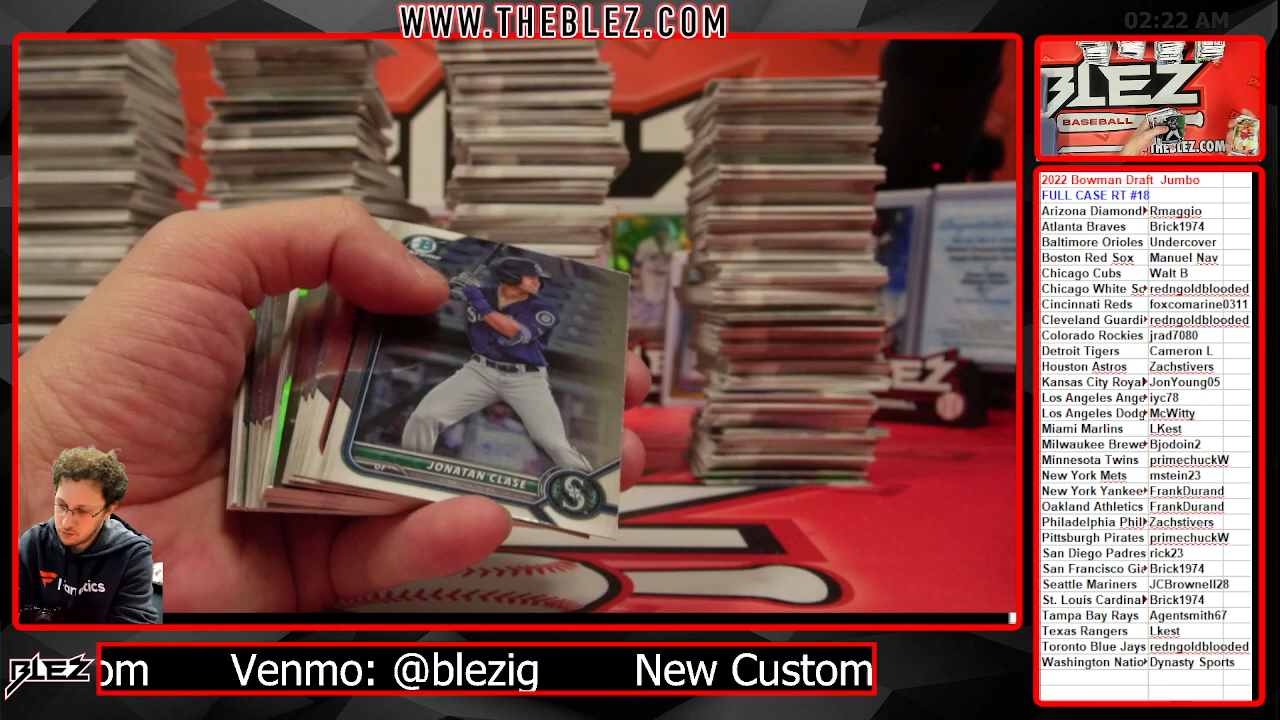 WWW.THEBLEZ.COM
02:22 AM
BLEZ
BASEBALL
THEBLEZ.COM
2022 Bowman Draft Jumbo
FULL CASE RT #18
Arizona Diamond Rmaggio
Atlanta Braves Brick1974
Baltimore Orioles Undercover
Boston Red Sox Manuel Nav
Chicago Cubs Walt B
Chicago White So redngoldblooded
Cincinnati Reds foxcomarine0311
Cleveland Guardi redngoldblooded
Colorado Rockies jrad7080
Detroit Tigers Cameron L
Houston Astros Zachstivers
Kansas City Roya JonYoung05
Los Angeles Ange iyc78
Los Angeles Dodg McWitty
Miami Marlins LKest
Milwaukee Brewe Bjodoin2
Minnesota Twins primechuckW
New York Mets mstein23
New York Yankee FrankDurand
Oakland Athletics FrankDurand
Philadelphia Phil Zachstivers
Pittsburgh Pirates primechuckW
San Diego Padres rick23
San Francisco Gia Brick1974
Seattle Mariners JCBrownell28
St. Louis Cardina Brick1974
Tampa Bay Rays Agentsmith67
Texas Rangers Lkest
Toronto Blue Jays redngoldblooded
Washington Natio Dynasty Sports
B
JONATAN CLASE
OF
S
Fanatics
BLEZ
om Venmo: @blezig New Custom